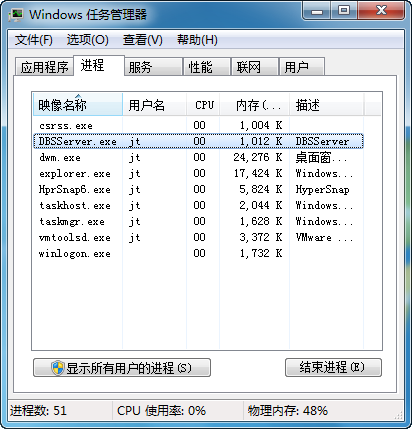 Windows 任务管理器
文件(F) 选项(O) 查看(V) 帮助(H)
应用程序 进程 服务 性能 联网 用户
映像名称 用户名 CPU 内存(... 描述
csrss.exe 00 1,004 K
DBSServer.exe jt 00 1,012 K DBSServer
dwm.exe jt 00 24,276 K 桌面窗...
explorer.exe jt 00 17,424 K Windows...
HprSnap6.exe jt 00 5,824 K HyperSnap
taskhost.exe jt 00 2,044 K Windows...
taskmgr.exe jt 00 1,628 K Windows...
vmtoolsd.exe jt 00 3,372 K VMware ...
winlogon.exe 00 1,732 K
显示所有用户的进程(S) 结束进程(E)
进程数: 51 CPU 使用率: 0% 物理内存: 48%